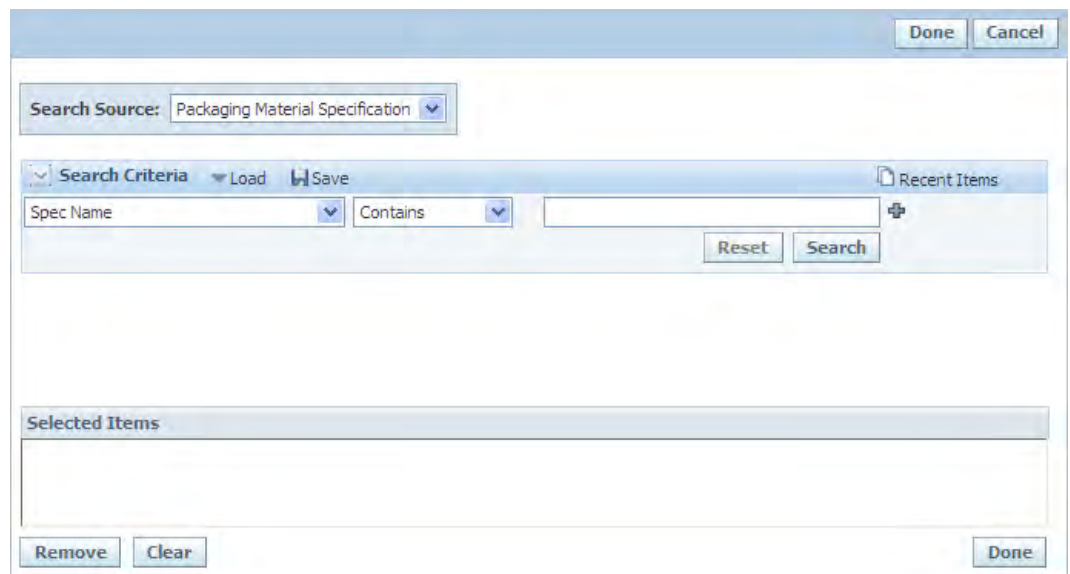 Done Cancel
Search Source: Packaging Material Specification
Search Criteria Load Save Recent Items
Spec Name Contains
Reset Search
Selected Items
Remove Clear Done